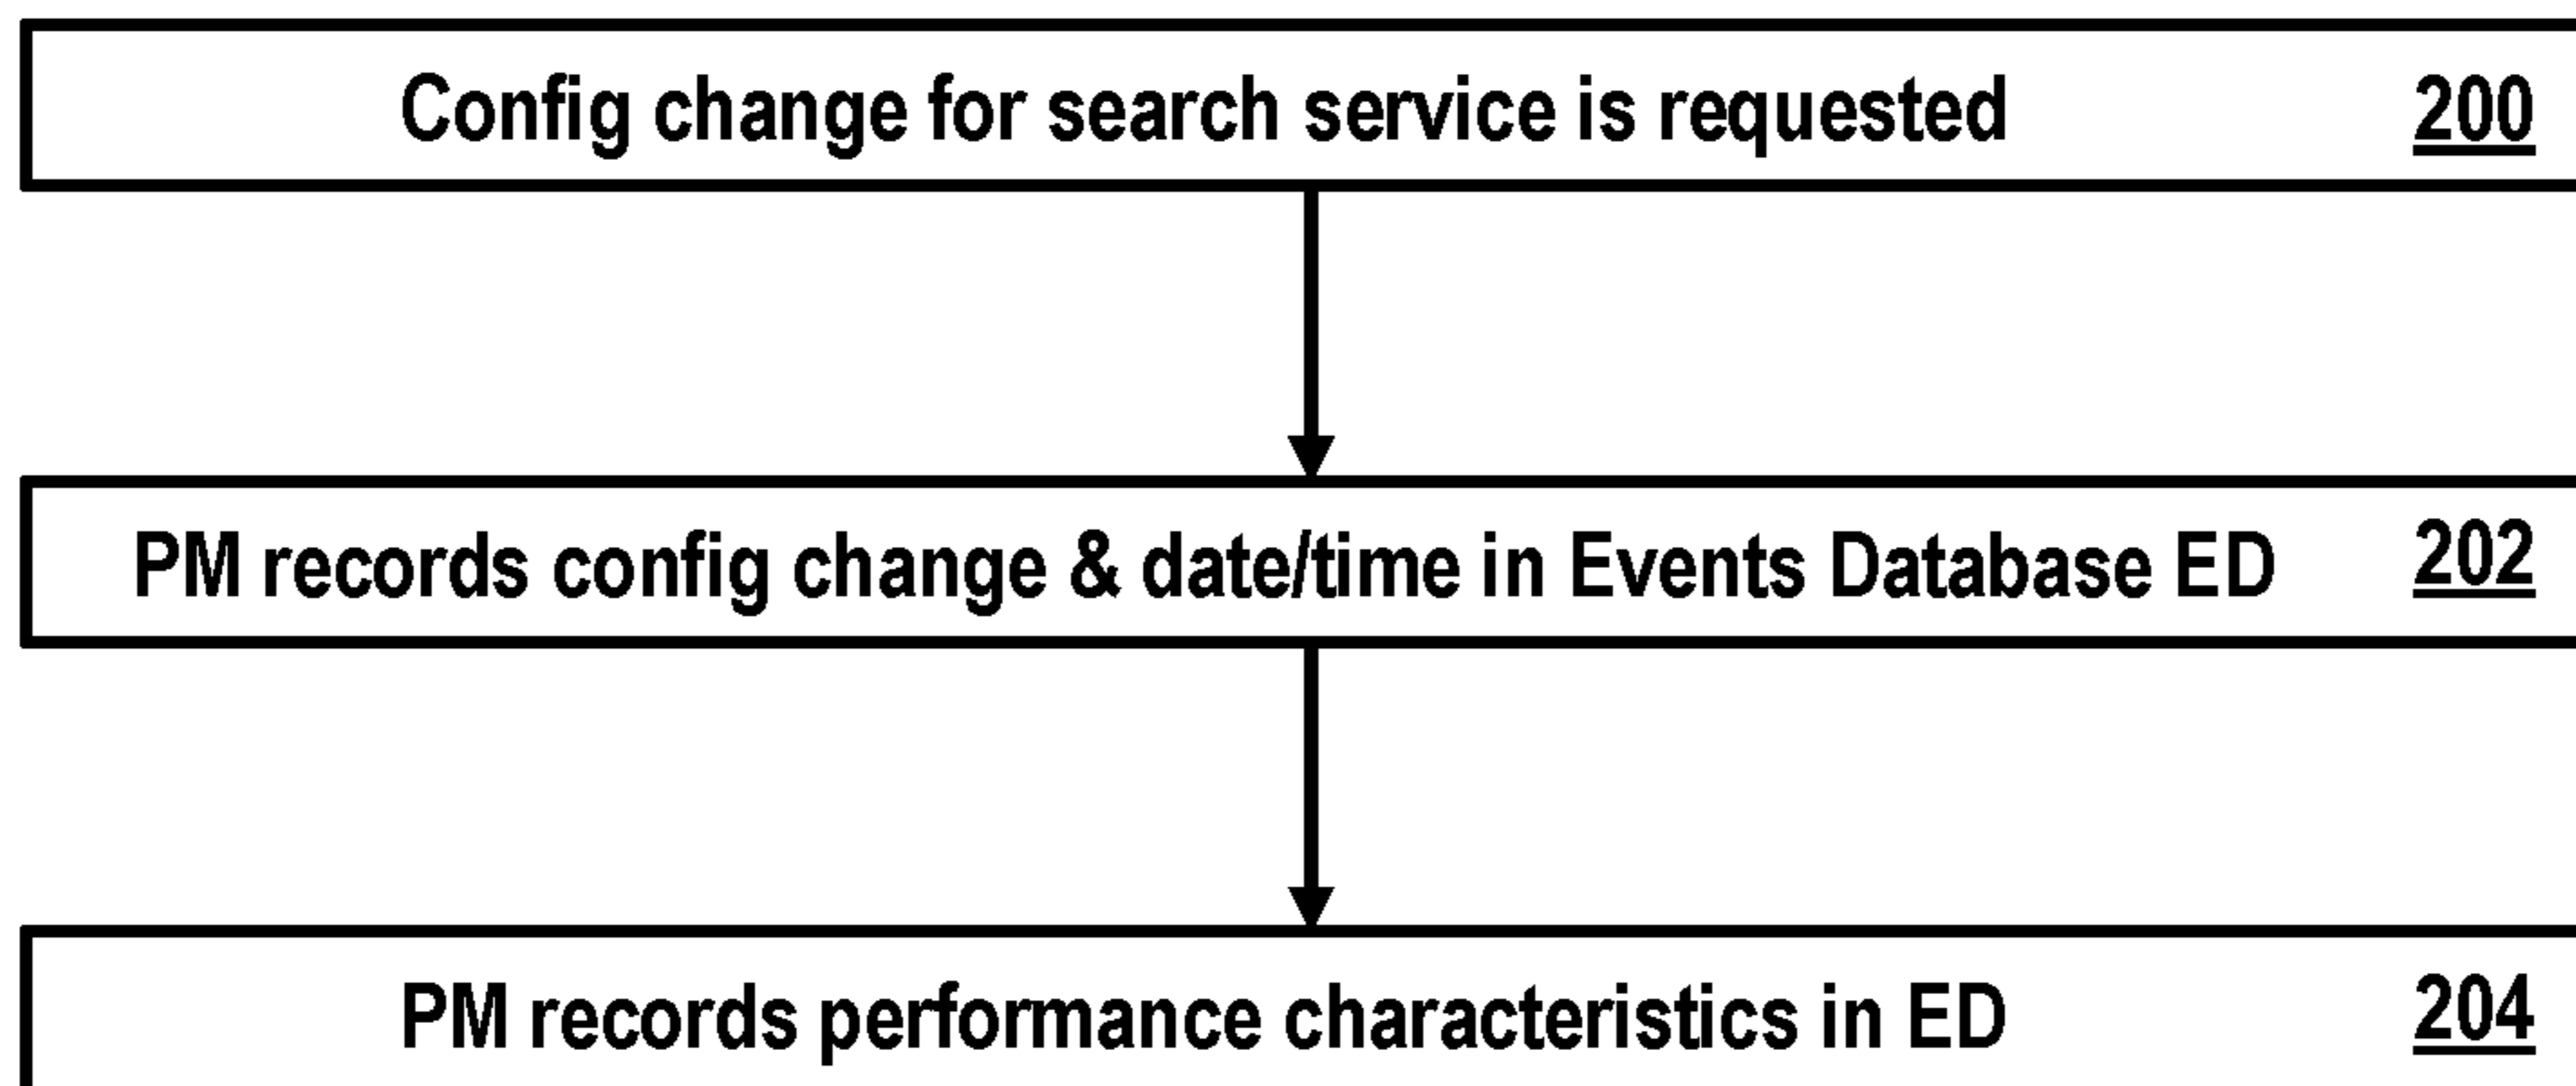 Config change for search service is requested 200
PM records config change & date/time in Events Database ED 202
PM records performance characteristics in ED 204